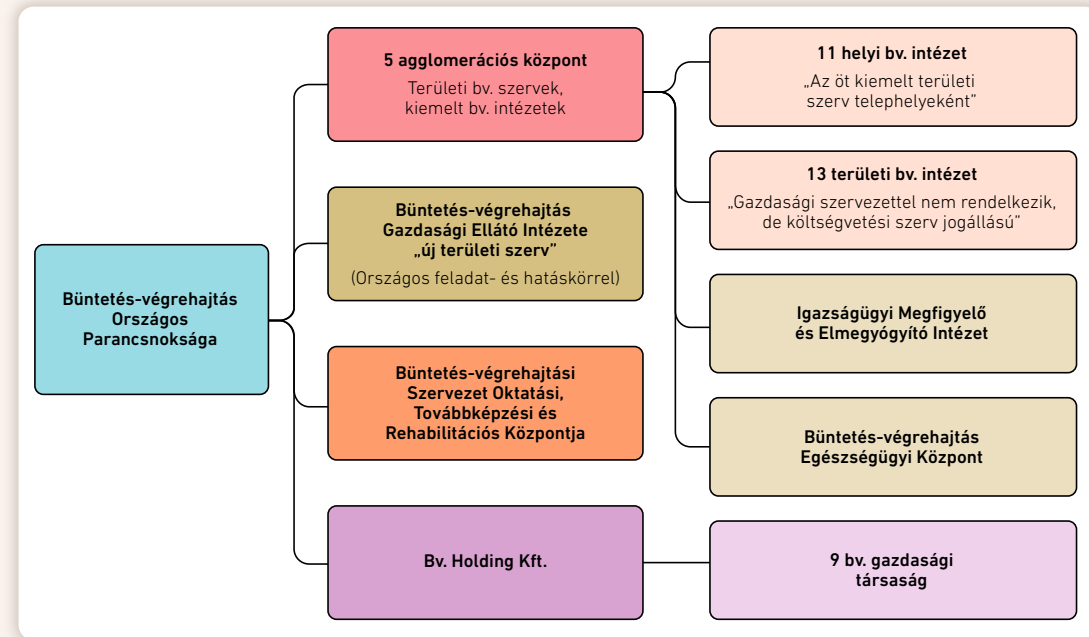 Büntetés-végrehajtás
Országos
Parancsnoksága
5 agglomerációs központ
Területi bv. szervek,
kiemelt bv. intézetek
Büntetés-végrehajtás
Gazdasági Ellátó Intézete
„új területi szerv”
(Országos feladat- és hatáskörrel)
Büntetés-végrehajtási
Szervezet Oktatási,
Továbbképzési és
Rehabilitációs Központja
Bv. Holding Kft.
11 helyi bv. intézet
„Az öt kiemelt területi
szerv telephelyeként”
13 területi bv. intézet
„Gazdasági szervezettel nem rendelkezik,
de költségvetési szerv jogállású”
Igazságügyi Megfigyelő
és Elmegyógyító Intézet
Büntetés-végrehajtás
Egészségügyi Központ
9 bv. gazdasági
társaság